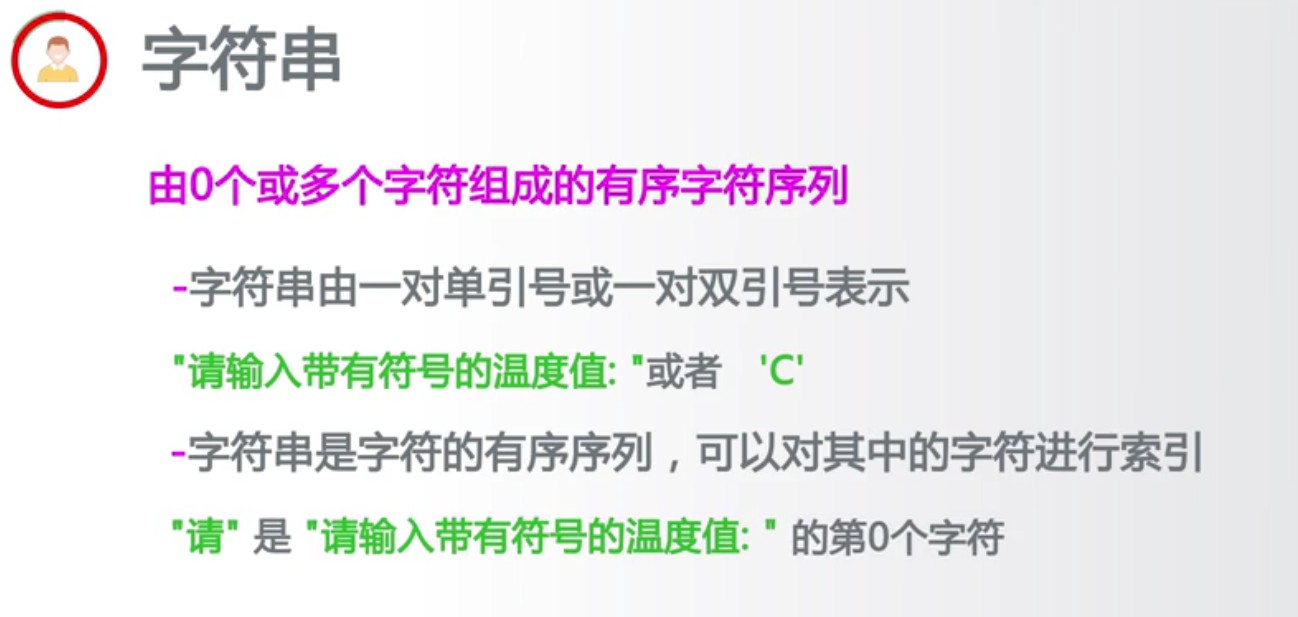 字符串
由0个或多个字符组成的有序字符序列
-字符串由一对单引号或一对双引号表示
"请输入带有符号的温度值: "或者 'C'
-字符串是字符的有序序列，可以对其中的字符进行索引
"请" 是 "请输入带有符号的温度值: " 的第0个字符